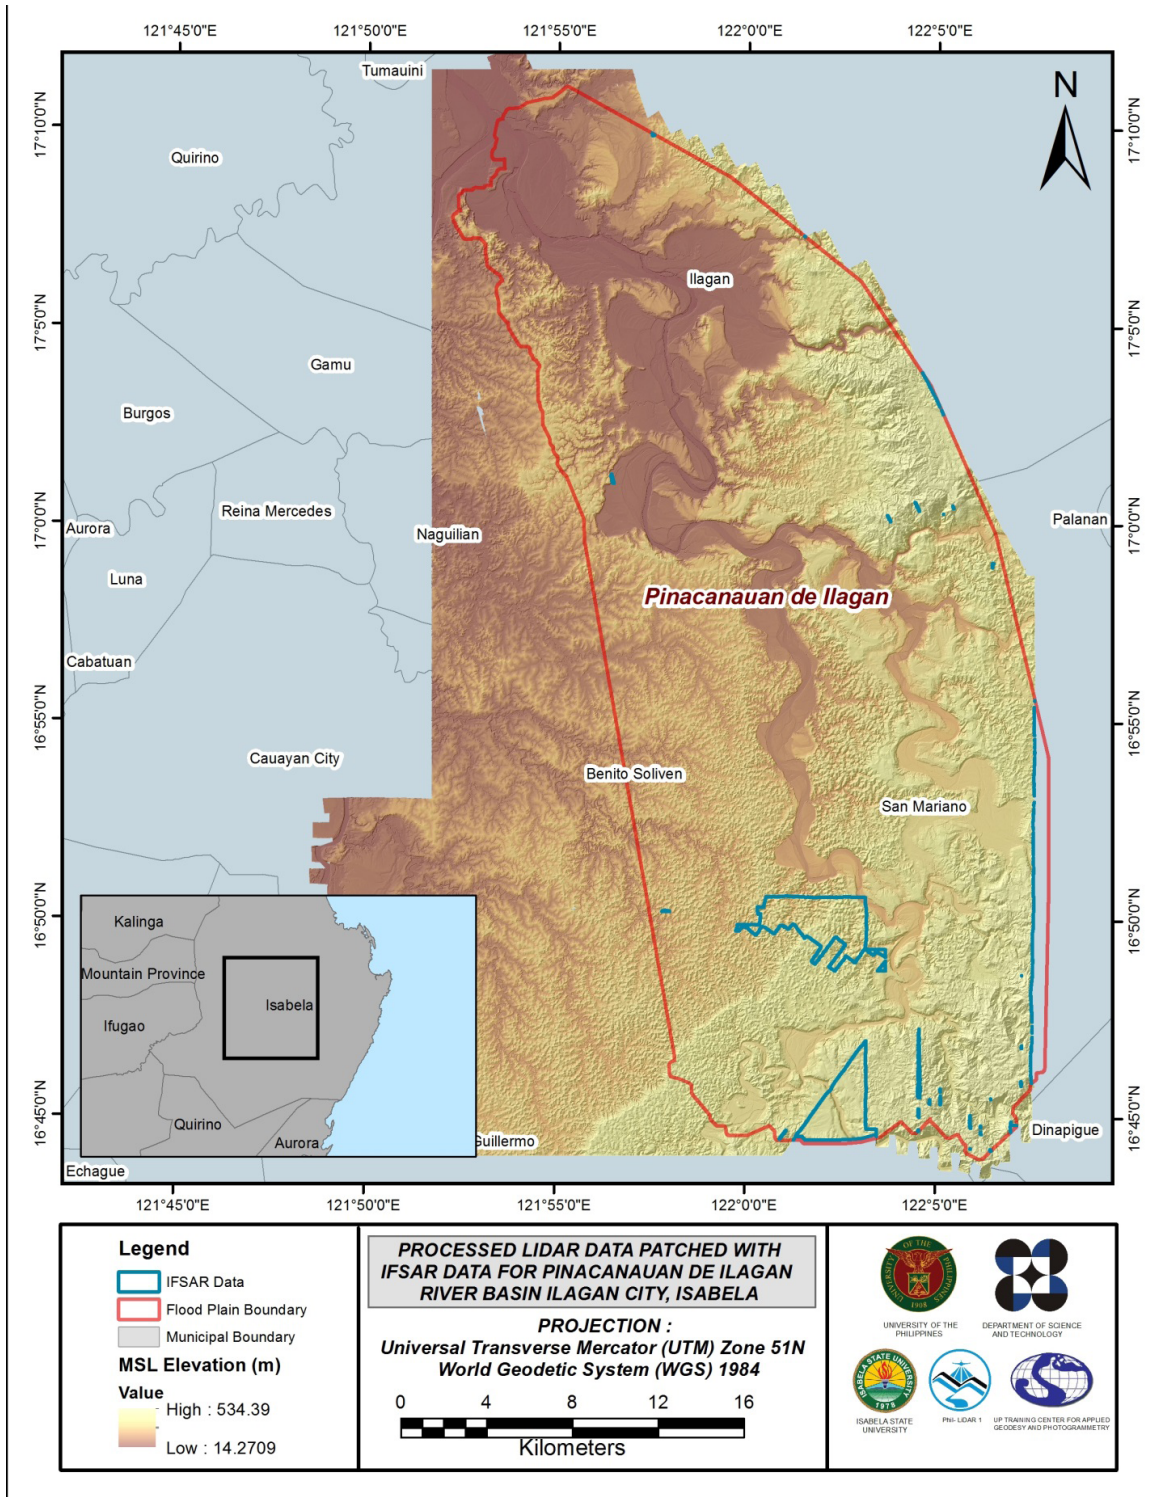 121°45'0"E 121°50'0"E 121°55'0"E 122°0'0"E 122°5'0"E
17°10'0"N
17°5'0"N
17°0'0"N
16°55'0"N
16°50'0"N
16°45'0"N
Tumauini
N
Quirino
Ilagan
Gamu
Burgos
Reina Mercedes
Aurora
Naguilian
Palanan
Luna
Pinacanauan de Ilagan
Cabatuan
Cauayan City
Benito Soliven
San Mariano
Kalinga
Mountain Province
Isabela
Ifugao
Quirino
Aurora
Guillermo
Dinapigue
Echague
17°10'0"N
17°5'0"N
17°0'0"N
16°55'0"N
16°50'0"N
16°45'0"N
121°45'0"E 121°50'0"E 121°55'0"E 122°0'0"E 122°5'0"E
Legend
IFSAR Data
Flood Plain Boundary
Municipal Boundary
MSL Elevation (m)
Value
High : 534.39
Low : 14.2709
PROCESSED LIDAR DATA PATCHED WITH
IFSAR DATA FOR PINACANAUAN DE ILAGAN
RIVER BASIN ILAGAN CITY, ISABELA
PROJECTION :
Universal Transverse Mercator (UTM) Zone 51N
World Geodetic System (WGS) 1984
0 4 8 12 16
Kilometers
UNIVERSITY OF THE PHILIPPINES
1908
UNIVERSITY OF THE
PHILIPPINES
DEPARTMENT OF SCIENCE
AND TECHNOLOGY
ISABELA STATE UNIVERSITY
1978
ISABELA STATE
UNIVERSITY
Phil- LiDAR 1
UP TRAINING CENTER FOR APPLIED
GEODESY AND PHOTOGRAMMETRY